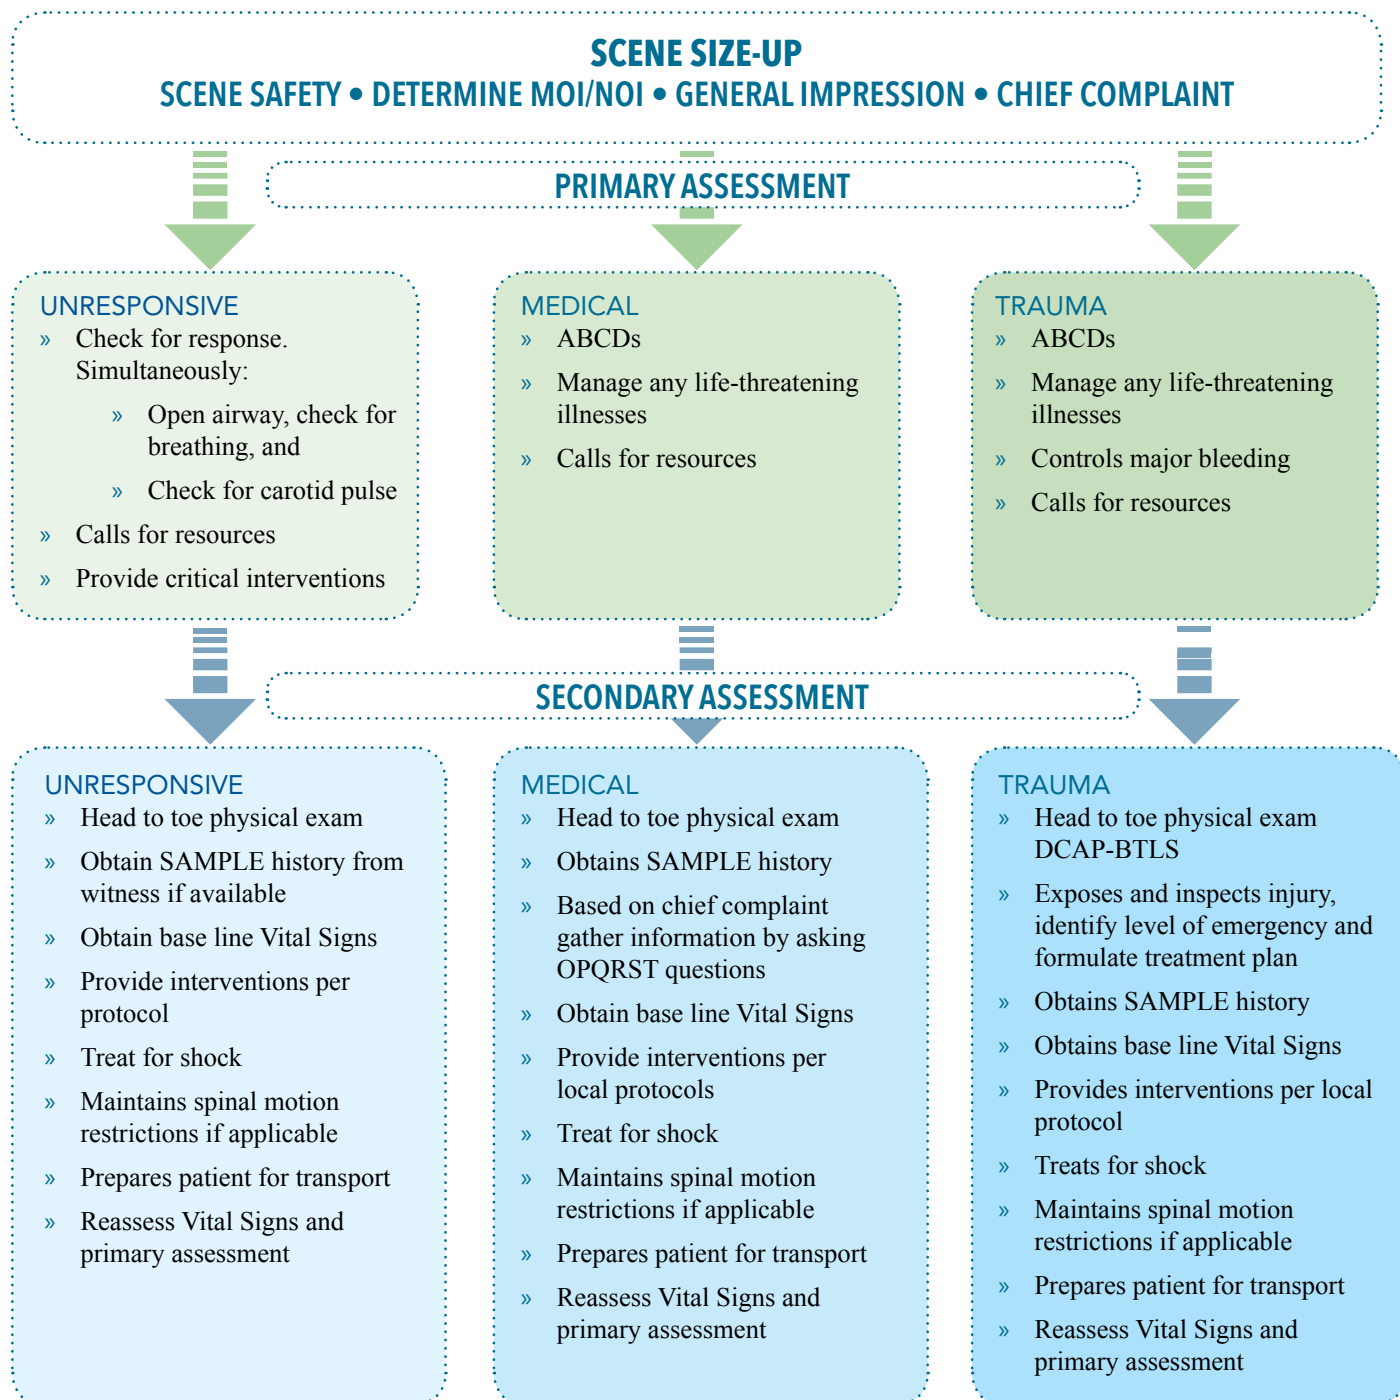 SCENE SIZE-UP
SCENE SAFETY • DETERMINE MOI/NOI • GENERAL IMPRESSION • CHIEF COMPLAINT
PRIMARY ASSESSMENT
UNRESPONSIVE
» Check for response.
Simultaneously:
» Open airway, check for
breathing, and
» Check for carotid pulse
» Calls for resources
» Provide critical interventions
MEDICAL
» ABCDs
» Manage any life-threatening
illnesses
» Calls for resources
TRAUMA
» ABCDs
» Manage any life-threatening
illnesses
» Controls major bleeding
» Calls for resources
SECONDARY ASSESSMENT
UNRESPONSIVE
» Head to toe physical exam
» Obtain SAMPLE history from
witness if available
» Obtain base line Vital Signs
» Provide interventions per
protocol
» Treat for shock
» Maintains spinal motion
restrictions if applicable
» Prepares patient for transport
» Reassess Vital Signs and
primary assessment
MEDICAL
» Head to toe physical exam
» Obtains SAMPLE history
» Based on chief complaint
gather information by asking
OPQRST questions
» Obtain base line Vital Signs
» Provide interventions per
local protocols
» Treat for shock
» Maintains spinal motion
restrictions if applicable
» Prepares patient for transport
» Reassess Vital Signs and
primary assessment
TRAUMA
» Head to toe physical exam
DCAP-BTLS
» Exposes and inspects injury,
identify level of emergency and
formulate treatment plan
» Obtains SAMPLE history
» Obtains base line Vital Signs
» Provides interventions per local
protocol
» Treats for shock
» Maintains spinal motion
restrictions if applicable
» Prepares patient for transport
» Reassess Vital Signs and
primary assessment